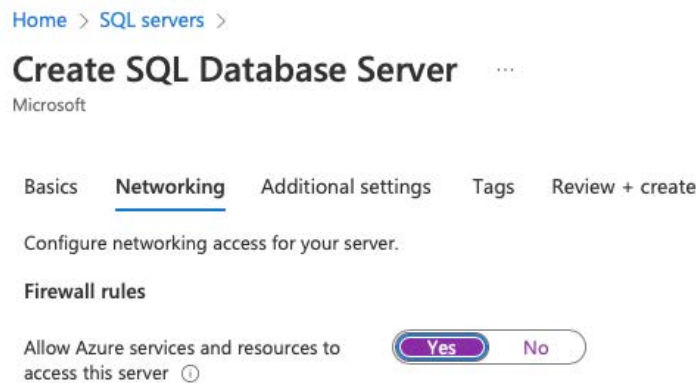 Home > SQL servers >
Create SQL Database Server ...
Microsoft
Basics Networking Additional settings Tags Review + create
Configure networking access for your server.
Firewall rules
Allow Azure services and resources to Yes No
access this server